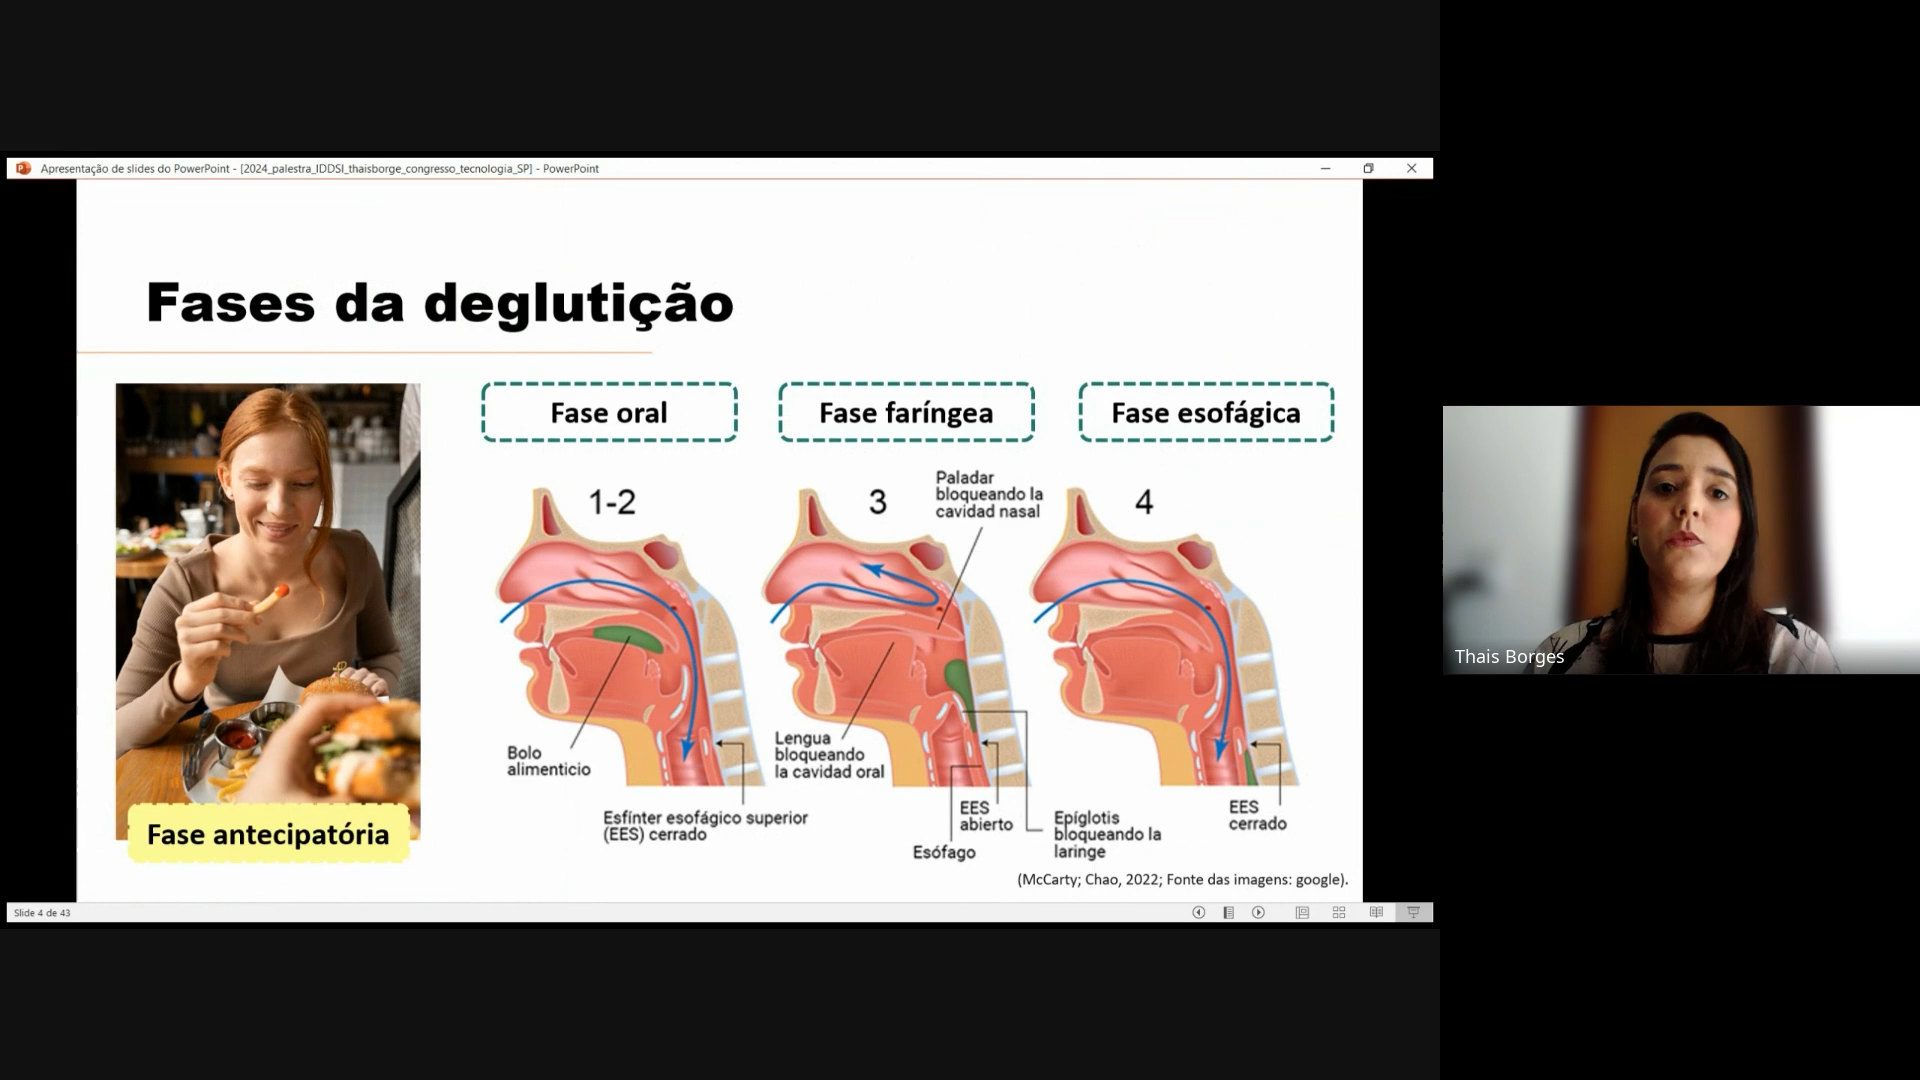 Apresentação de slides do PowerPoint - [2024_palestra_IDDSI_thaisborge_congresso_tecnologia_SP] - PowerPoint
Fases da deglutição
Fase oral
Fase faríngea
Fase esofágica
1-2
3
Paladar
bloqueando la
cavidad nasal
4
Bolo
alimenticio
Esfínter esofágico superior
(EES) cerrado
Lengua
bloqueando
la cavidad oral
EES
abierto
Esófago
Epíglotis
bloqueando la
laringe
EES
cerrado
Fase antecipatória
(McCarty; Chao, 2022; Fonte das imagens: google).
Slide 4 de 43
Thais Borges